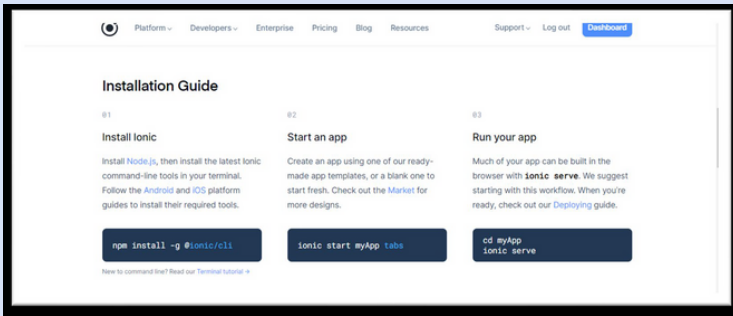 Platform Developers Enterprise Pricing Blog Resources Support Log out Dashboard
Installation Guide
01
Install Ionic
Install Node.js, then install the latest Ionic
command-line tools in your terminal.
Follow the Android and iOS platform
guides to install their required tools.
npm install -g @ionic/cli
New to command line? Read our Terminal tutorial →
02
Start an app
Create an app using one of our ready-
made app templates, or a blank one to
start fresh. Check out the Market for
more designs.
ionic start myApp tabs
03
Run your app
Much of your app can be built in the
browser with ionic serve. We suggest
starting with this workflow. When you're
ready, check out our Deploying guide.
cd myApp
ionic serve